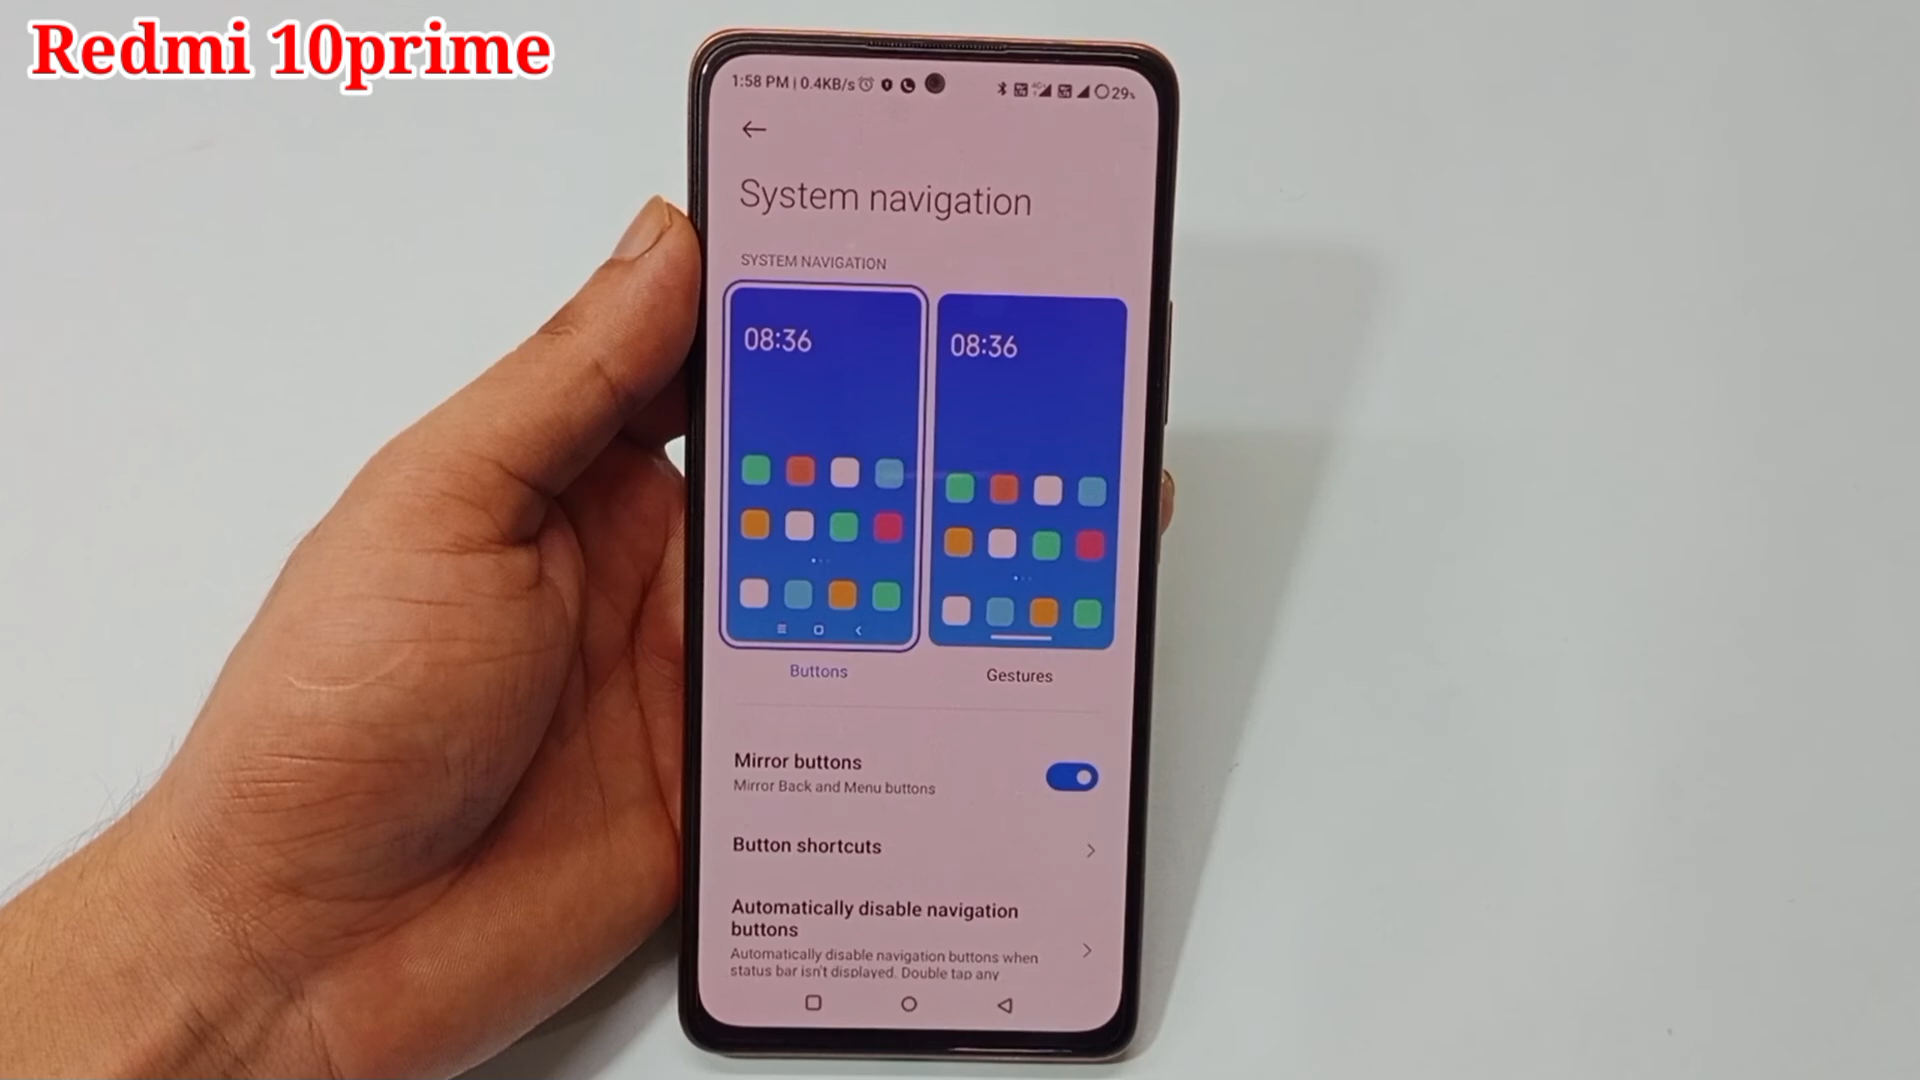 Redmi 10prime
1:58 PM | 0.4KB/s 29%
System navigation
SYSTEM NAVIGATION
08:36 08:36
Buttons Gestures
Mirror buttons
Mirror Back and Menu buttons
Button shortcuts
Automatically disable navigation
buttons
Automatically disable navigation buttons when
status bar isn't displayed. Double tap any